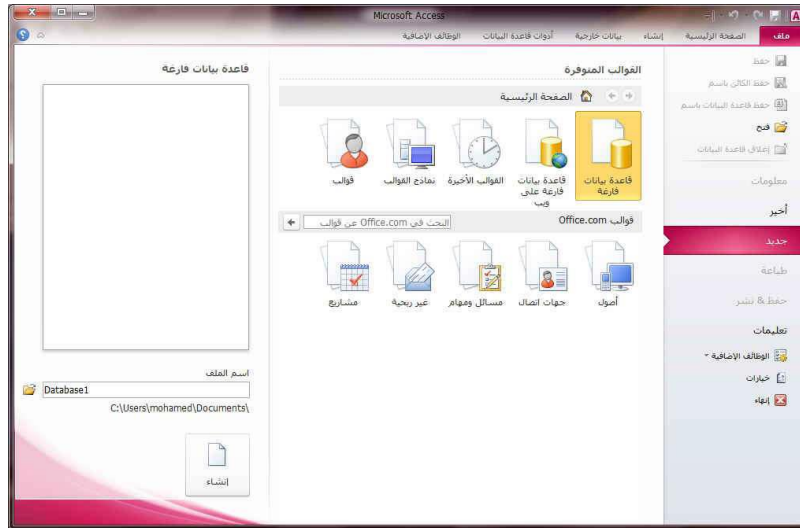 Microsoft Access
ملف
الصفحة الرئيسية
إنشاء
بيانات خارجية
أدوات قاعدة البيانات
الوظائف الإضافية
حفظ
حفظ الكائن باسم
حفظ قاعدة البيانات باسم
فتح
إغلاق قاعدة البيانات
معلومات
أخير
جديد
طباعة
حفظ & نشر
تعليمات
الوظائف الإضافية
خيارات
إنهاء
القوالب المتوفرة
الصفحة الرئيسية
قاعدة بيانات فارغة
قاعدة بيانات فارغة على ويب
القوالب الأخيرة
نماذج القوالب
قوالب
قوالب Office.com
البحث في Office.com عن قوالب
أصول
جهات اتصال
مسائل ومهام
غير ربحية
مشاريع
قاعدة بيانات فارغة
اسم الملف
Database1
C:\Users\mohamed\Documents\
إنشاء